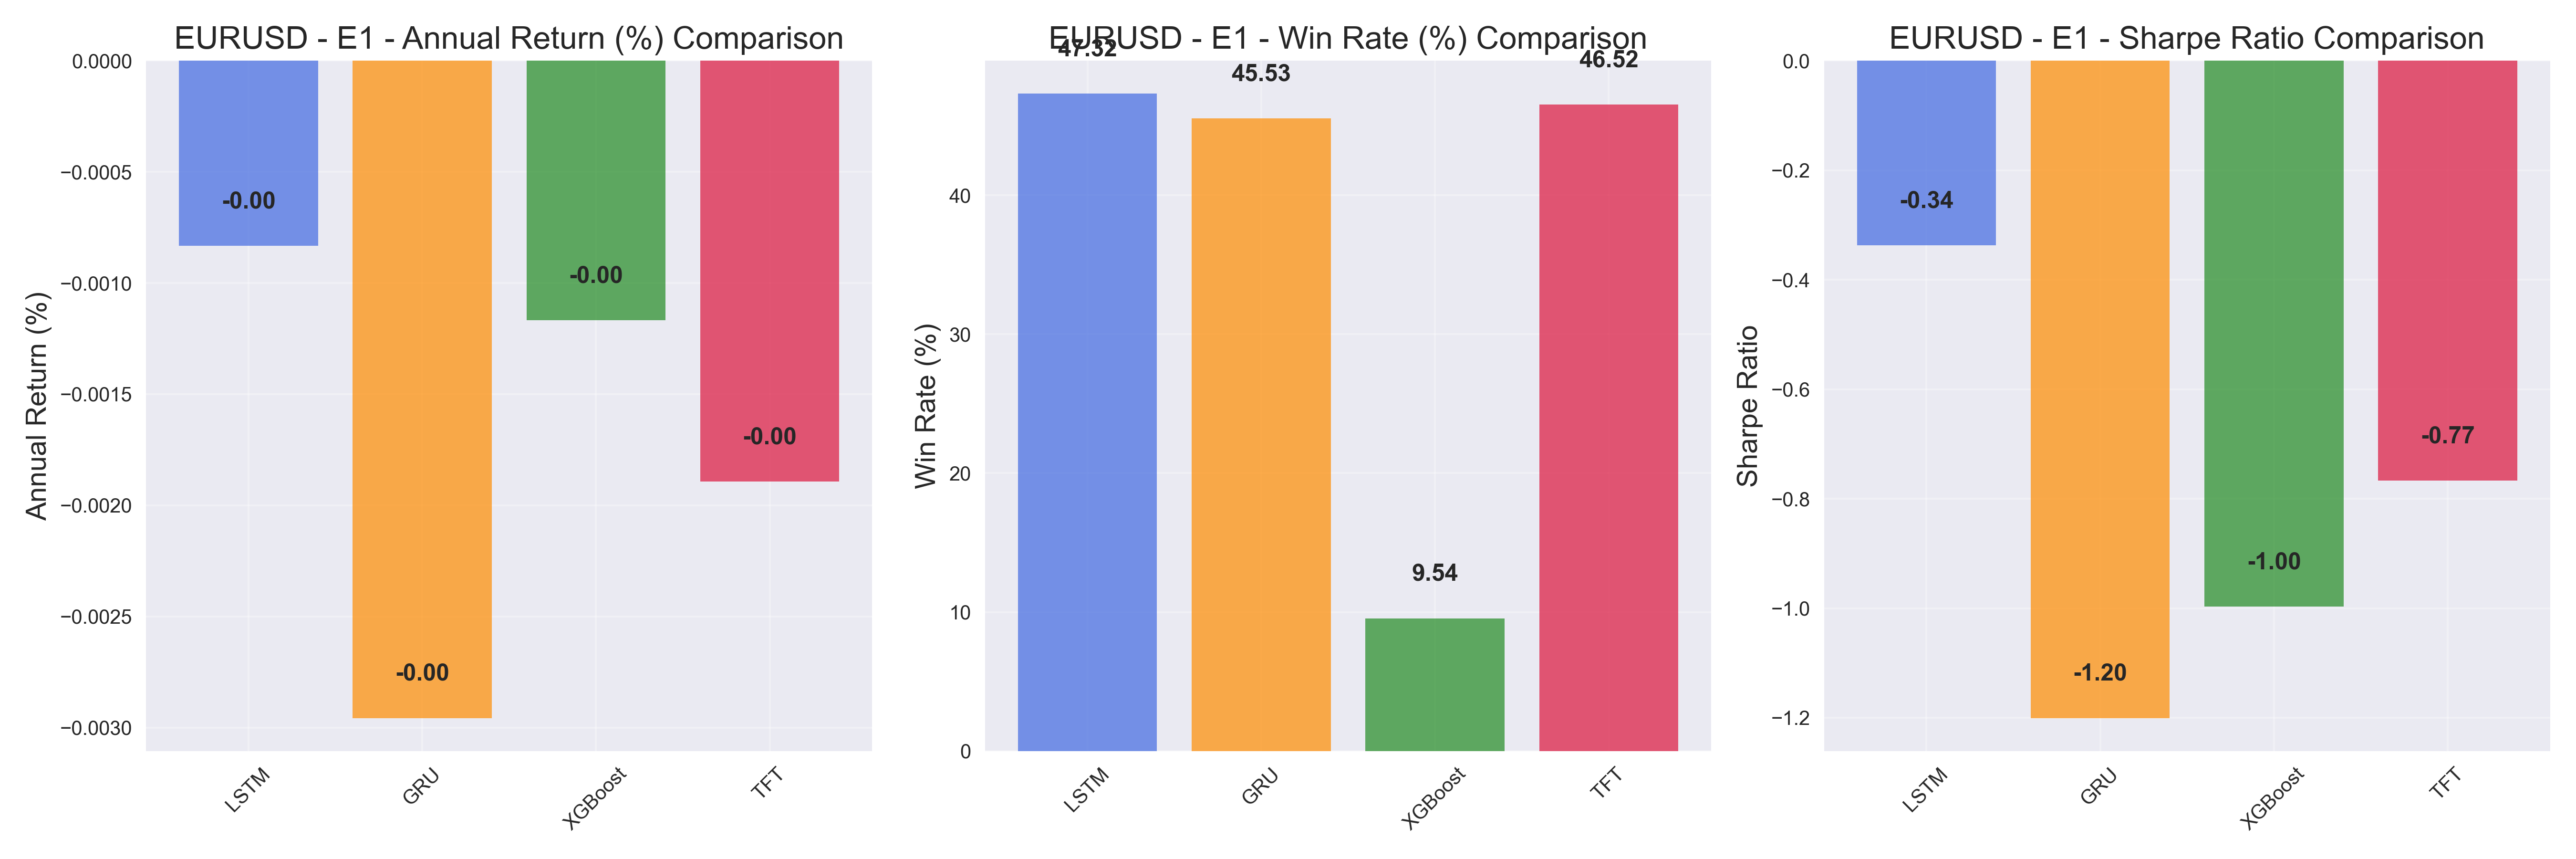 EURUSD - E1 - Annual Return (%) Comparison
Annual Return (%)
0.0000
−0.0005
−0.0010
−0.0015
−0.0020
−0.0025
−0.0030
-0.00
-0.00
-0.00
-0.00
LSTM
GRU
XGBoost
TFT
EURUSD - E1 - Win Rate (%) Comparison
Win Rate (%)
40
30
20
10
0
47.32
45.53
9.54
46.52
LSTM
GRU
XGBoost
TFT
EURUSD - E1 - Sharpe Ratio Comparison
Sharpe Ratio
0.0
−0.2
−0.4
−0.6
−0.8
−1.0
−1.2
-0.34
-1.20
-1.00
-0.77
LSTM
GRU
XGBoost
TFT